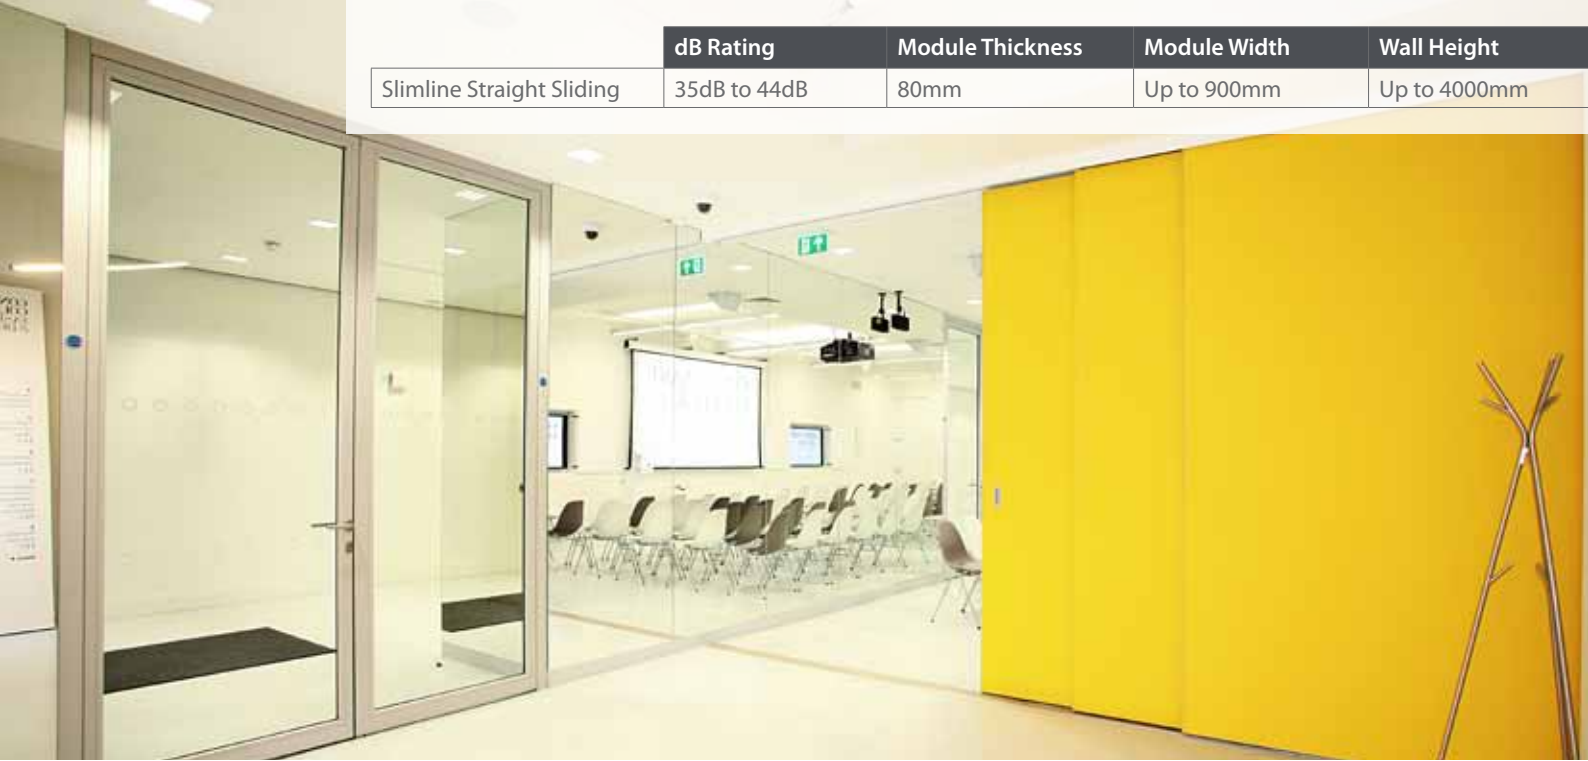 dB Rating Module Thickness Module Width Wall Height
Slimline Straight Sliding 35dB to 44dB 80mm Up to 900mm Up to 4000mm